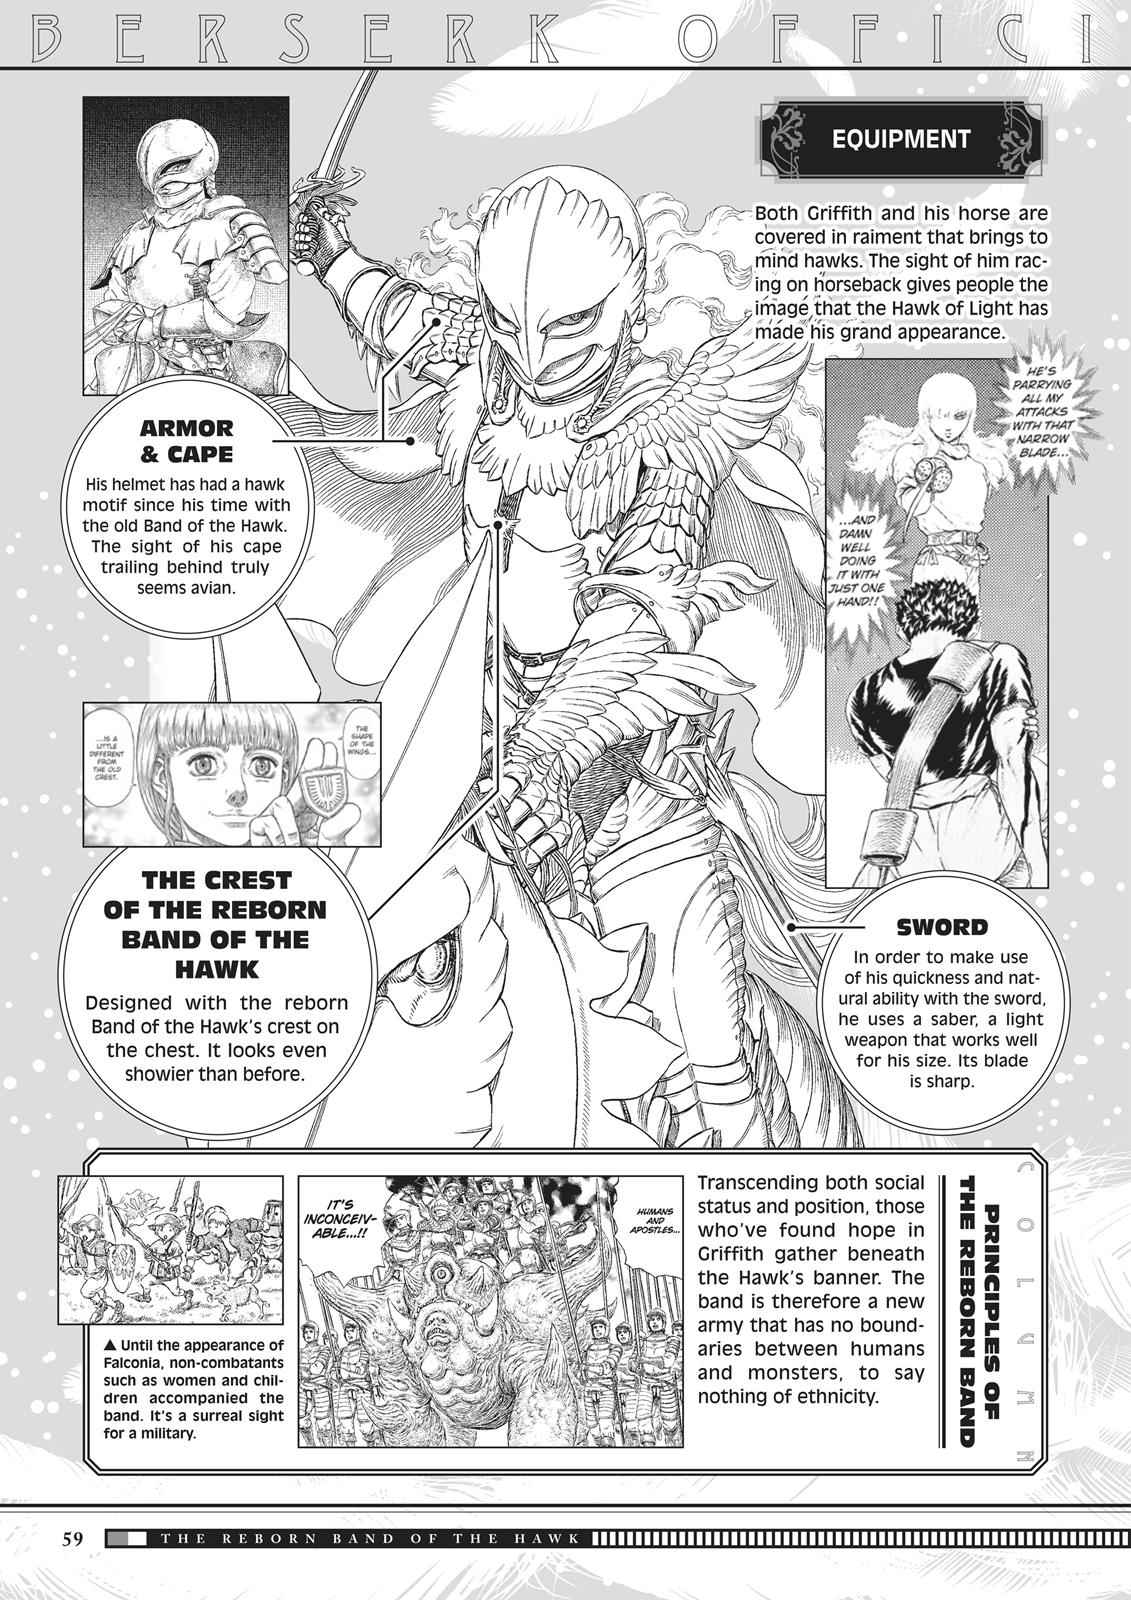 BERSERK OFFICI
EQUIPMENT
Both Griffith and his horse are
covered in raiment that brings to
mind hawks. The sight of him rac-
ing on horseback gives people the
image that the Hawk of Light has
made his grand appearance.
HE'S
PARRYING
ALL MY
ATTACKS
WITH THAT
NARROW
BLADE...
...AND
DAMN
WELL
DOING
IT WITH
JUST ONE
HAND!!
ARMOR
& CAPE
His helmet has had a hawk
motif since his time with
the old Band of the Hawk.
The sight of his cape
trailing behind truly
seems avian.
THE
SHAPE
OF THE
WINGS...
...IS A
LITTLE
DIFFERENT
FROM
THE OLD
CREST.
THE CREST
OF THE REBORN
BAND OF THE
HAWK
Designed with the reborn
Band of the Hawk's crest on
the chest. It looks even
showier than before.
SWORD
In order to make use
of his quickness and nat-
ural ability with the sword,
he uses a saber, a light
weapon that works well
for his size. Its blade
is sharp.
COLUMN
PRINCIPLES OF
THE REBORN BAND
Transcending both social
status and position, those
who've found hope in
Griffith gather beneath
the Hawk's banner. The
band is therefore a new
army that has no bound-
aries between humans
and monsters, to say
nothing of ethnicity.
HUMANS
AND
APOSTLES...
IT'S
INCONCEIV-
ABLE...!!
▲ Until the appearance of
Falconia, non-combatants
such as women and chil-
dren accompanied the
band. It's a surreal sight
for a military.
59
THE REBORN BAND OF THE HAWK